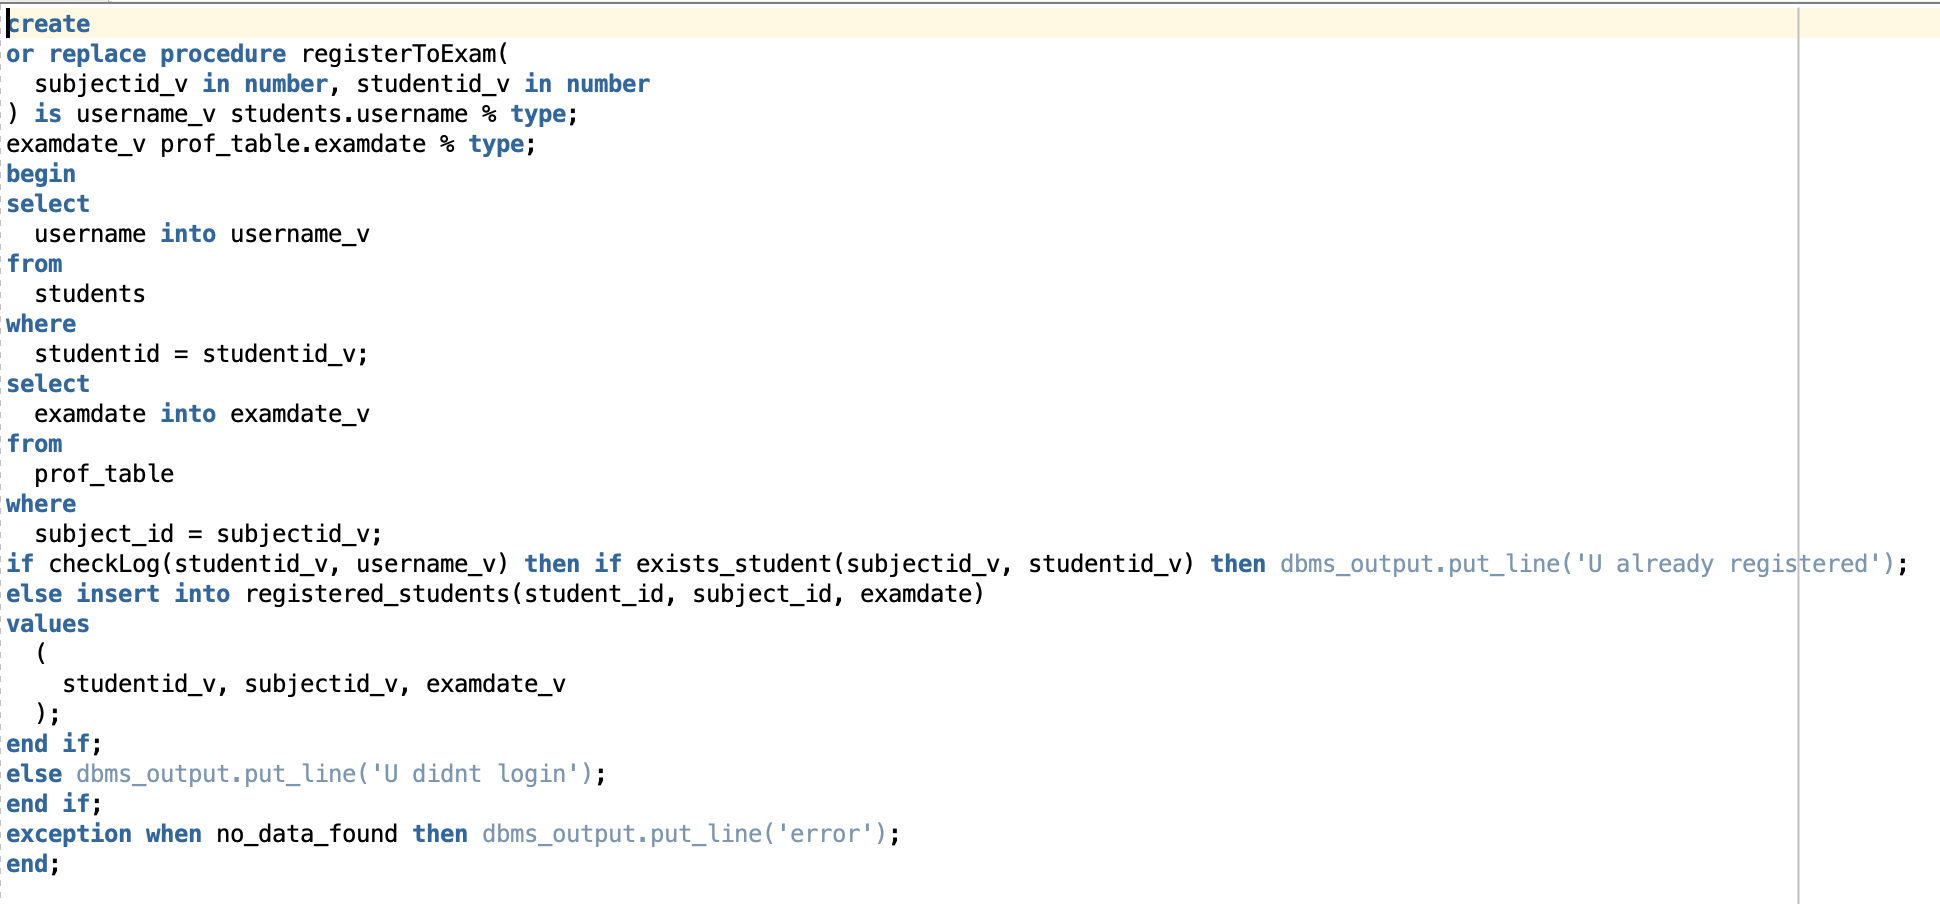 create
or replace procedure registerToExam(
  subjectid_v in number, studentid_v in number
) is username_v students.username % type;
examdate_v prof_table.examdate % type;
begin
select
  username into username_v
from
  students
where
  studentid = studentid_v;
select
  examdate into examdate_v
from
  prof_table
where
  subject_id = subjectid_v;
if checkLog(studentid_v, username_v) then if exists_student(subjectid_v, studentid_v) then dbms_output.put_line('U already registered');
else insert into registered_students(student_id, subject_id, examdate)
values
  (
    studentid_v, subjectid_v, examdate_v
  );
end if;
else dbms_output.put_line('U didnt login');
end if;
exception when no_data_found then dbms_output.put_line('error');
end;